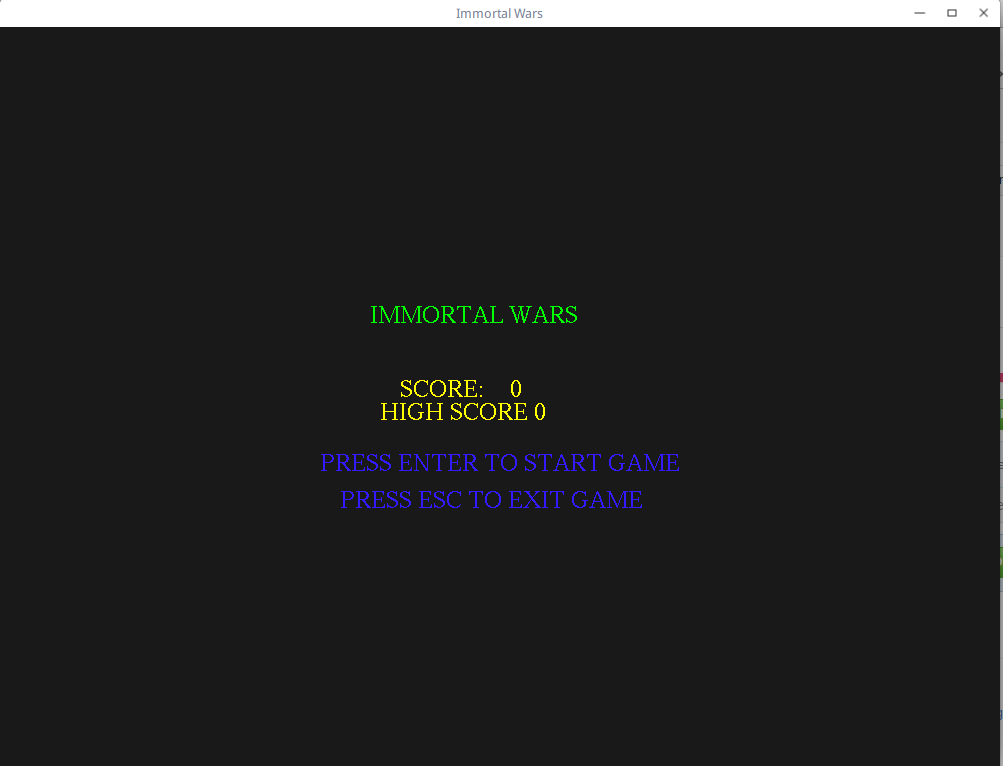 Immortal Wars
IMMORTAL WARS
SCORE: 0
HIGH SCORE 0
PRESS ENTER TO START GAME
PRESS ESC TO EXIT GAME